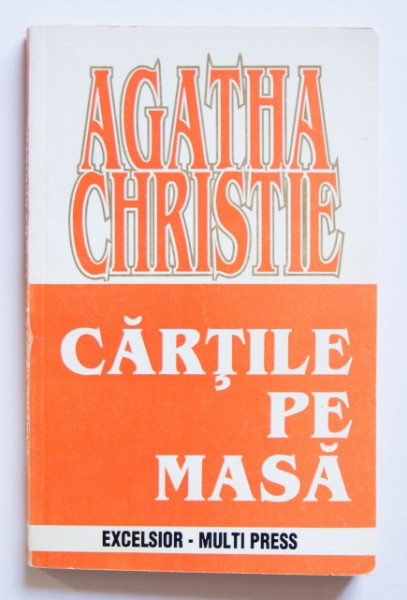 AGATHA
CHRISTIE
CĂRŢILE
PE
MASĂ
EXCELSIOR - MULTI PRESS